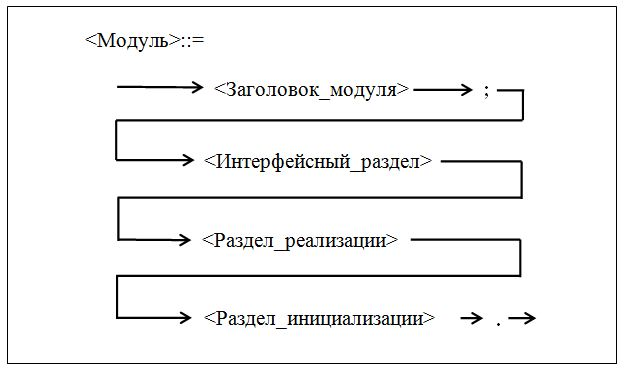 <Модуль>::=
<Заголовок_модуля> ;
<Интерфейсный_раздел>
<Раздел_реализации>
<Раздел_инициализации> .